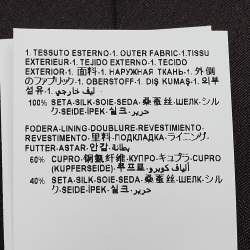 1. TESSUTO ESTERNO-1. OUTER FABRIC-1.TISSU
EXTERIEUR-1. TEJIDO EXTERNO-1. TECIDO
EXTERIOR-1. 面料-1. НАРУЖНАЯ ТКАНЬ-1. 外側
のファブリック-1. OBERSTOFF-1. DIŞ KUMAŞ-1. 외부
섬유-1. ليف خارجي
100% SETA-SILK-SOIE-SEDA-桑蚕丝-ШЕЛК-シル
ク-SEIDE-İPEK-실크-حرير
FODERA-LINING-DOUBLURE-REVESTIMIENTO-
REVESTIMENTO-里料-ПОДКЛАДКА-ライニング-
FUTTER-ASTAR-안감-بطانة
60% CUPRO-铜氨纤维-КУПРО-キュプラ-CUPRO
(KUPFERSEIDE)-쿠프로-ألياف كوبرو
40% SETA-SILK-SOIE-SEDA-桑蚕丝-ШЕЛК-シル
ク-SEIDE-İPEK-실크-حرير